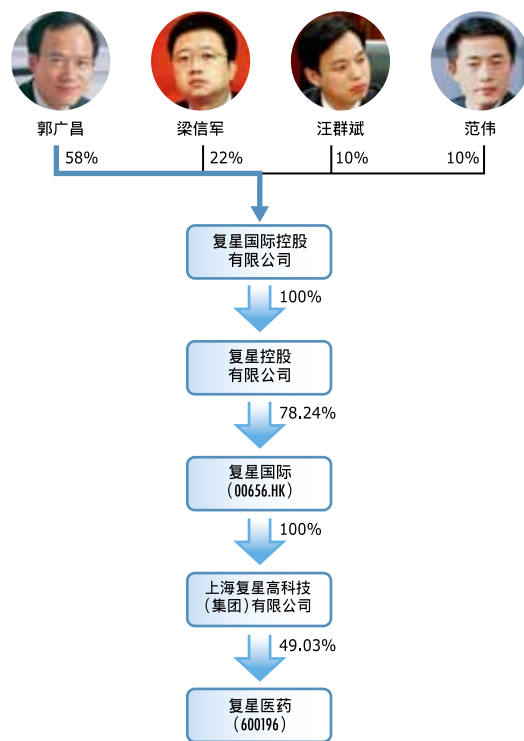 郭广昌 梁信军 汪群斌 范伟
58% 22% 10% 10%
复星国际控股
有限公司
100%
复星控股
有限公司
78.24%
复星国际
(00656.HK)
100%
上海复星高科技
(集团)有限公司
49.03%
复星医药
(600196)